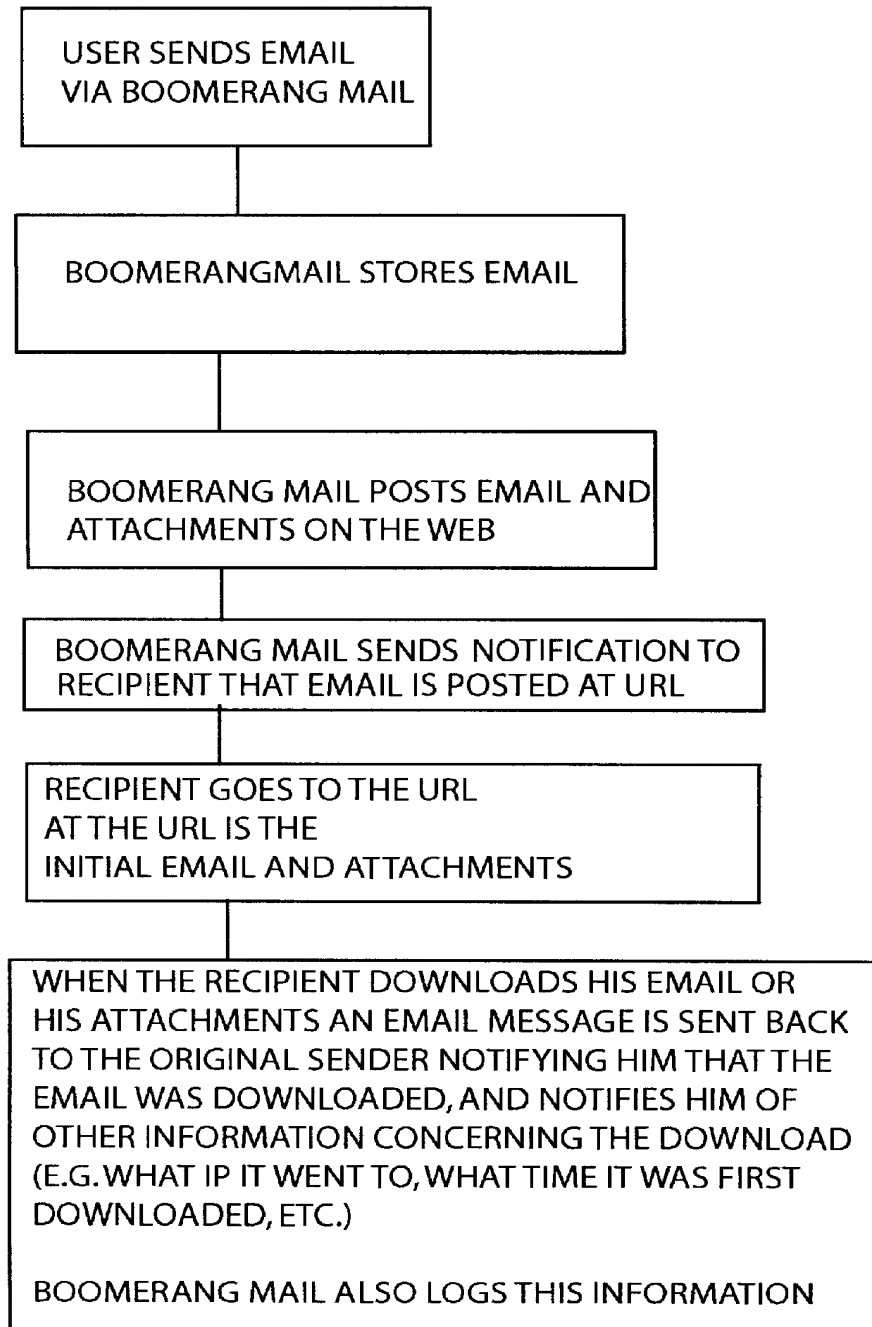 USER SENDS EMAIL
VIA BOOMERANG MAIL
BOOMERANGMAIL STORES EMAIL
BOOMERANG MAIL POSTS EMAIL AND
ATTACHMENTS ON THE WEB
BOOMERANG MAIL SENDS NOTIFICATION TO
RECIPIENT THAT EMAIL IS POSTED AT URL
RECIPIENT GOES TO THE URL
AT THE URL IS THE
INITIAL EMAIL AND ATTACHMENTS
WHEN THE RECIPIENT DOWNLOADS HIS EMAIL OR
HIS ATTACHMENTS AN EMAIL MESSAGE IS SENT BACK
TO THE ORIGINAL SENDER NOTIFYING HIM THAT THE
EMAIL WAS DOWNLOADED, AND NOTIFIES HIM OF
OTHER INFORMATION CONCERNING THE DOWNLOAD
(E.G. WHAT IP IT WENT TO, WHAT TIME IT WAS FIRST
DOWNLOADED, ETC.)
BOOMERANG MAIL ALSO LOGS THIS INFORMATION